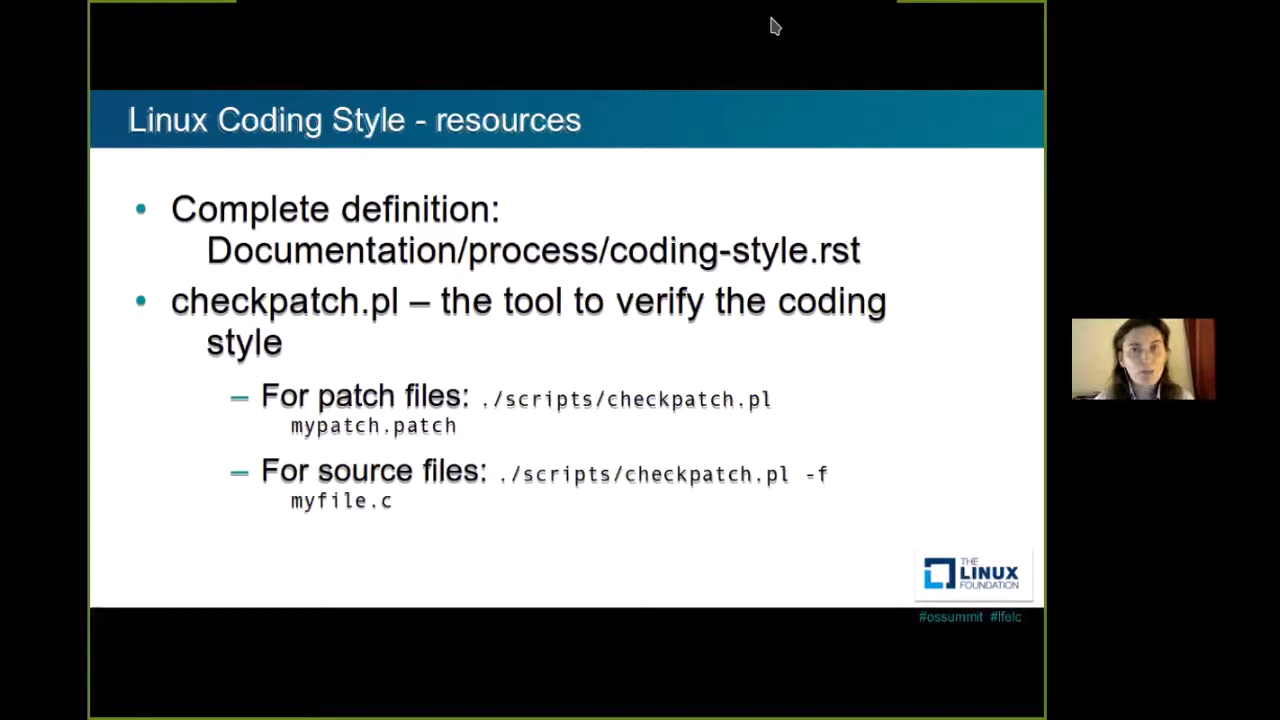 Linux Coding Style - resources
• Complete definition:
Documentation/process/coding-style.rst
• checkpatch.pl – the tool to verify the coding
style
– For patch files: ./scripts/checkpatch.pl
mypatch.patch
– For source files: ./scripts/checkpatch.pl -f
myfile.c
THE
LINUX
FOUNDATION
#ossummit #lfelc